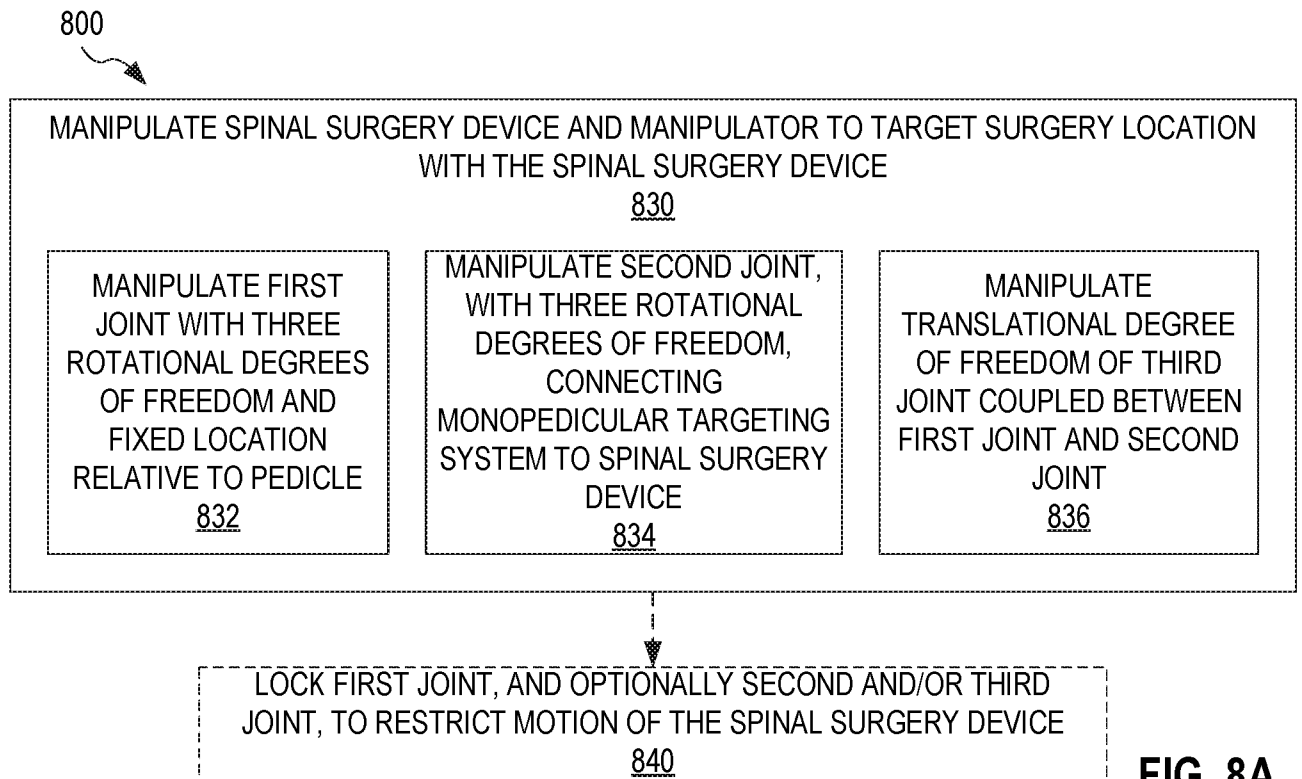 800
MANIPULATE SPINAL SURGERY DEVICE AND MANIPULATOR TO TARGET SURGERY LOCATION
WITH THE SPINAL SURGERY DEVICE
830
MANIPULATE FIRST
JOINT WITH THREE
ROTATIONAL DEGREES
OF FREEDOM AND
FIXED LOCATION
RELATIVE TO PEDICLE
832
MANIPULATE SECOND JOINT,
WITH THREE ROTATIONAL
DEGREES OF FREEDOM,
CONNECTING
MONOPEDICULAR TARGETING
SYSTEM TO SPINAL SURGERY
DEVICE
834
MANIPULATE
TRANSLATIONAL DEGREE
OF FREEDOM OF THIRD
JOINT COUPLED BETWEEN
FIRST JOINT AND SECOND
JOINT
836
LOCK FIRST JOINT, AND OPTIONALLY SECOND AND/OR THIRD
JOINT, TO RESTRICT MOTION OF THE SPINAL SURGERY DEVICE
840
FIG. 8A